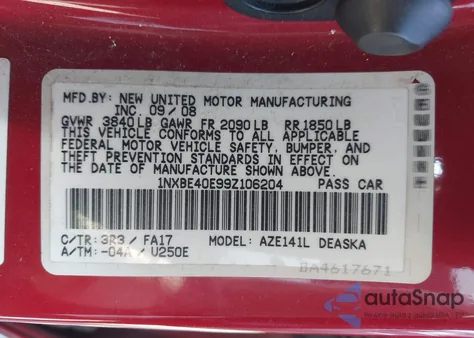 MFD.BY: NEW UNITED MOTOR MANUFACTURING
INC. 09/08
GVWR 3840LB GAWR FR 2090LB RR1850LB
THIS VEHICLE CONFORMS TO ALL APPLICABLE
FEDERAL MOTOR VEHICLE SAFETY, BUMPER, AND
THEFT PREVENTION STANDARDS IN EFFECT ON
THE DATE OF MANUFACTURE SHOWN ABOVE.
1NXBE40E99Z106204 PASS CAR
C/TR: 3R3 / FA17 MODEL: AZE141L DEASKA
A/TM: -04A / U250E
BA4617671
autoSnap